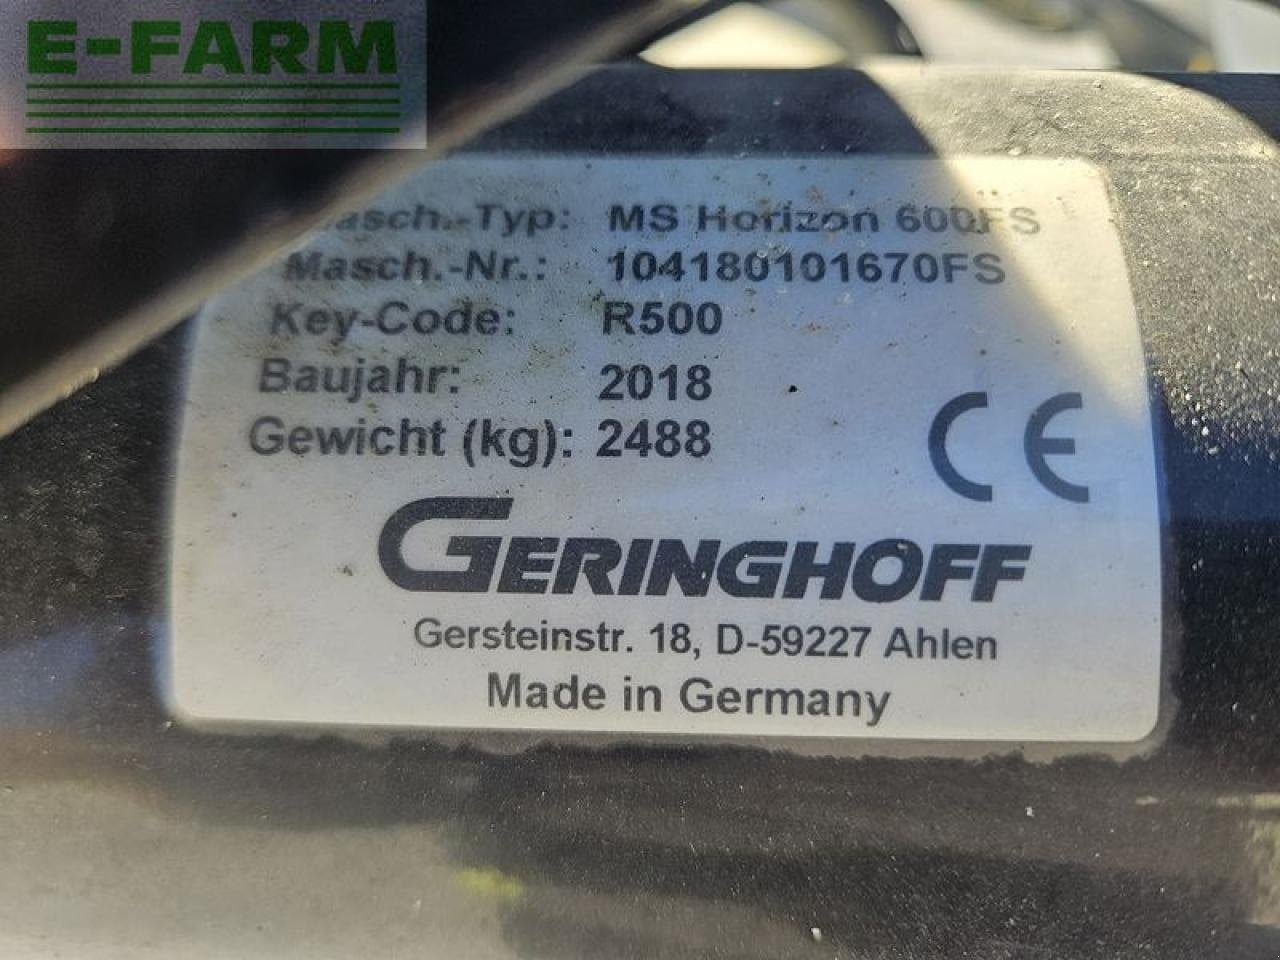 E-FARM
Masch.-Typ: MS Horizon 600FS
Masch.-Nr.: 104180101670FS
Key-Code: R500
Baujahr: 2018
Gewicht (kg): 2488
CE
GERINGHOFF
Gersteinstr. 18, D-59227 Ahlen
Made in Germany